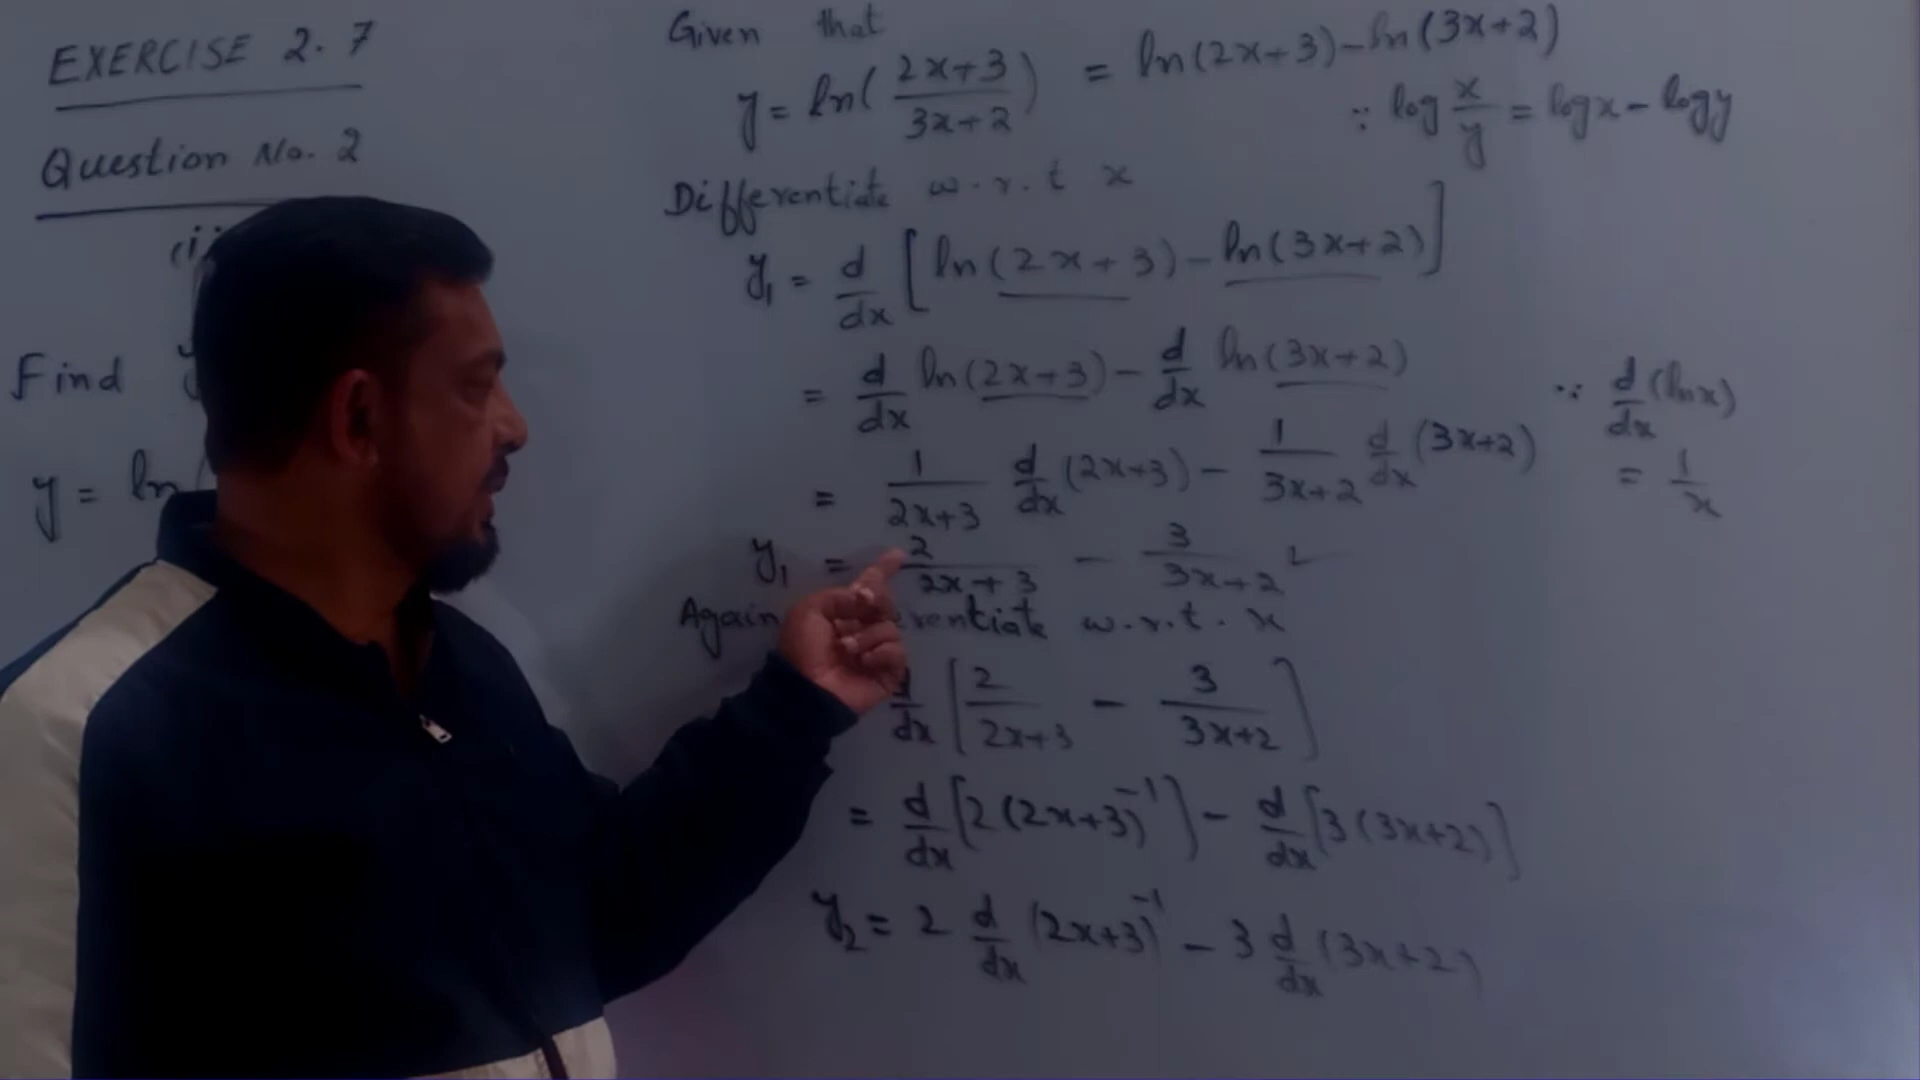 EXERCISE 2.7
Question No. 2
(i
Find
y = ln(
Given that
y = ln( (2x+3)/(3x+2) ) = ln(2x+3) - ln(3x+2)
∵ log x/y = log x - log y
Differentiate w.r.t x
y₁ = d/dx [ ln(2x+3) - ln(3x+2) ]
= d/dx ln(2x+3) - d/dx ln(3x+2)
∵ d/dx (ln x)
= 1/x
= 1/(2x+3) d/dx (2x+3) - 1/(3x+2) d/dx (3x+2)
y₁ = 2/(2x+3) - 3/(3x+2)
Again rentiate w.r.t. x
d/dx [ 2/(2x+3) - 3/(3x+2) ]
= d/dx [2(2x+3)⁻¹] - d/dx [3(3x+2)]
y₂ = 2 d/dx (2x+3)⁻¹ - 3 d/dx (3x+2)